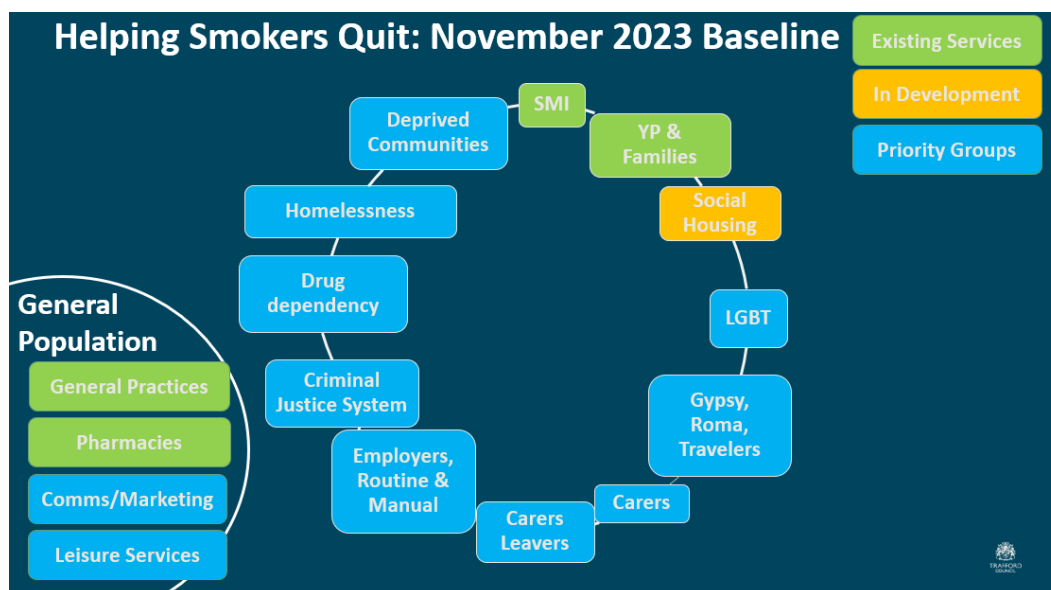 Helping Smokers Quit: November 2023 Baseline
Existing Services
In Development
Priority Groups
SMI
YP &
Families
Social
Housing
LGBT
Gypsy,
Roma,
Travelers
Carers
Carers
Leavers
Employers,
Routine &
Manual
Criminal
Justice System
Drug
dependency
Homelessness
Deprived
Communities
General
Population
General Practices
Pharmacies
Comms/Marketing
Leisure Services
TRAFFORD
COUNCIL